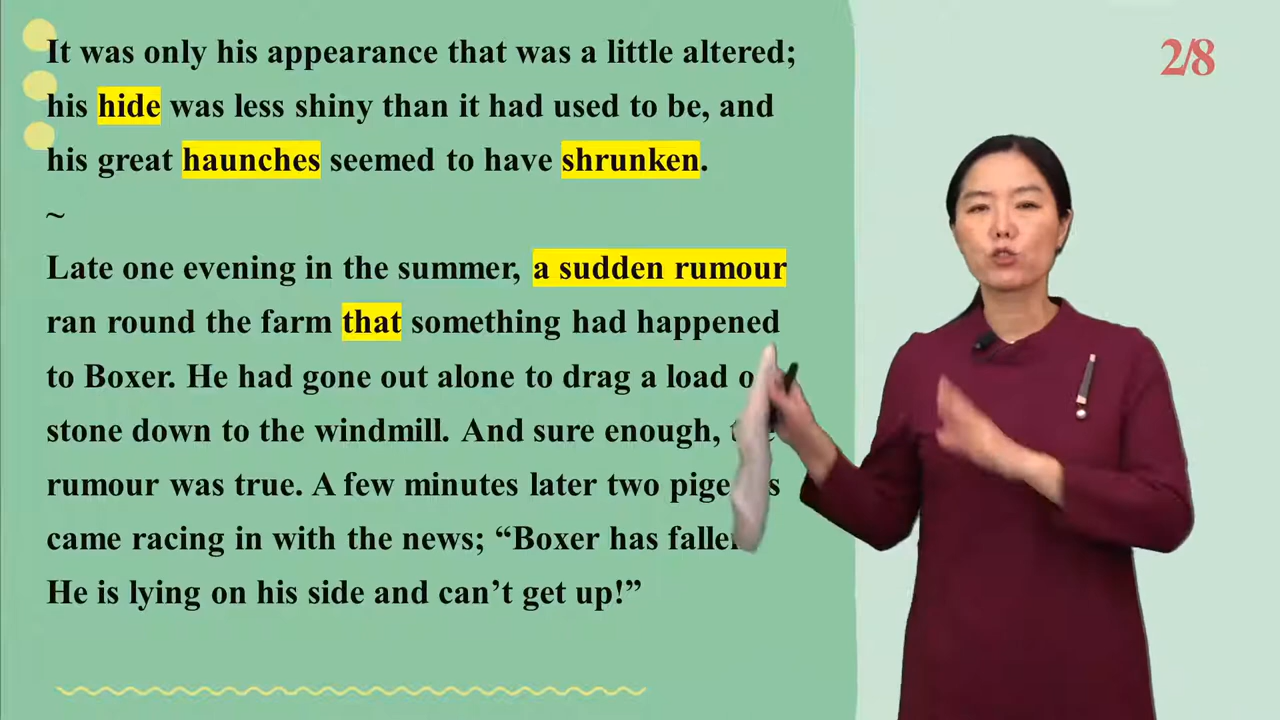 It was only his appearance that was a little altered;
his hide was less shiny than it had used to be, and
his great haunches seemed to have shrunken.
~
Late one evening in the summer, a sudden rumour
ran round the farm that something had happened
to Boxer. He had gone out alone to drag a load
stone down to the windmill. And sure enough,
rumour was true. A few minutes later two
came racing in with the news; “Boxer has
He is lying on his side and can’t get up!”
2/8